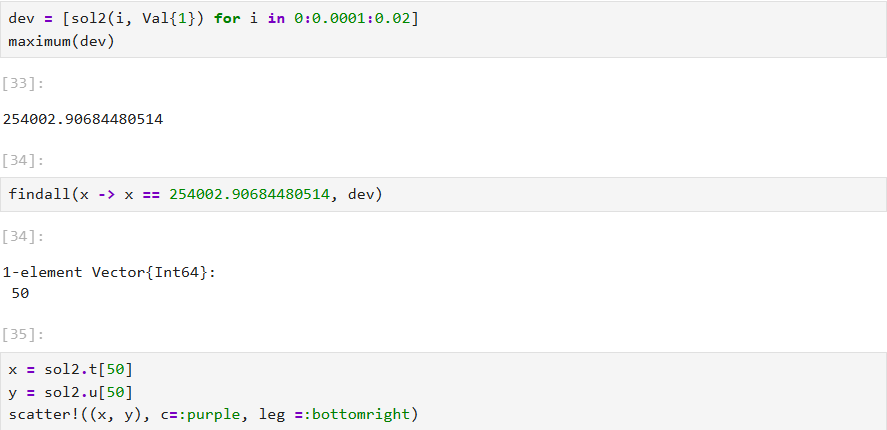 dev = [sol2(i, Val{1}) for i in 0:0.0001:0.02]
maximum(dev)
[33]:
254002.90684480514
[34]:
findall(x -> x == 254002.90684480514, dev)
[34]:
1-element Vector{Int64}:
 50
[35]:
x = sol2.t[50]
y = sol2.u[50]
scatter!((x, y), c=:purple, leg =:bottomright)